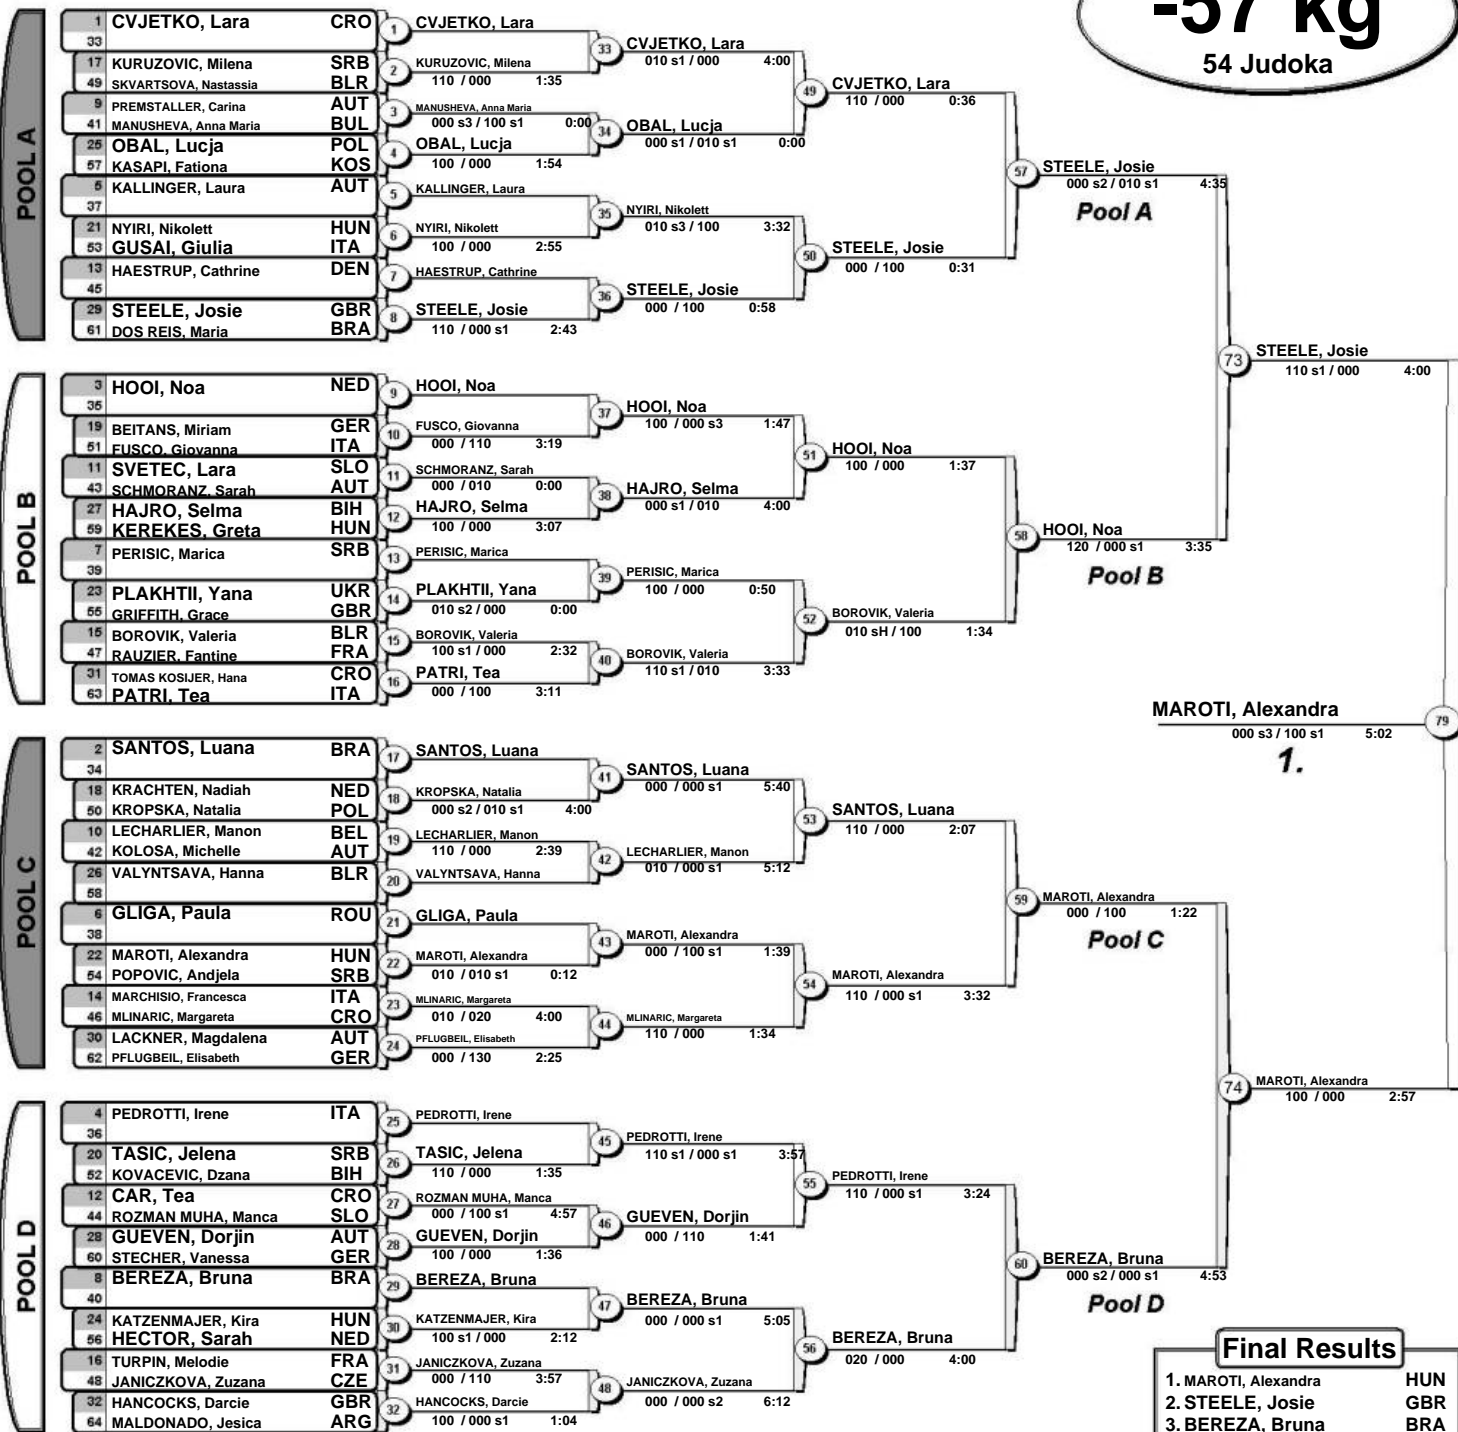 -57 kg
54 Judoka
POOL A
1 CVJETKO, Lara CRO
33
17 KURUZOVIC, Milena SRB
49 SKVARTSOVA, Nastassia BLR
9 PREMSTALLER, Carina AUT
41 MANUSHEVA, Anna Maria BUL
25 OBAL, Lucja POL
57 KASAPI, Fationa KOS
5 KALLINGER, Laura AUT
37
21 NYIRI, Nikolett HUN
53 GUSAI, Giulia ITA
13 HAESTRUP, Cathrine DEN
45
29 STEELE, Josie GBR
61 DOS REIS, Maria BRA
1 CVJETKO, Lara
2 KURUZOVIC, Milena
110 / 000 1:35
3 MANUSHEVA, Anna Maria
000 s3 / 100 s1 0:00
4 OBAL, Lucja
100 / 000 1:54
5 KALLINGER, Laura
6 NYIRI, Nikolett
100 / 000 2:55
7 HAESTRUP, Cathrine
8 STEELE, Josie
110 / 000 s1 2:43
33 CVJETKO, Lara
010 s1 / 000 4:00
34 OBAL, Lucja
000 s1 / 010 s1 0:00
35 NYIRI, Nikolett
010 s3 / 100 3:32
36 STEELE, Josie
000 / 100 0:58
49 CVJETKO, Lara
110 / 000 0:36
50 STEELE, Josie
000 / 100 0:31
57 STEELE, Josie
000 s2 / 010 s1 4:35
Pool A
POOL B
3 HOOI, Noa NED
35
19 BEITANS, Miriam GER
51 FUSCO, Giovanna ITA
11 SVETEC, Lara SLO
43 SCHMORANZ, Sarah AUT
27 HAJRO, Selma BIH
59 KEREKES, Greta HUN
7 PERISIC, Marica SRB
39
23 PLAKHTII, Yana UKR
55 GRIFFITH, Grace GBR
15 BOROVIK, Valeria BLR
47 RAUZIER, Fantine FRA
31 TOMAS KOSIJER, Hana CRO
63 PATRI, Tea ITA
9 HOOI, Noa
10 FUSCO, Giovanna
000 / 110 3:19
11 SCHMORANZ, Sarah
000 / 010 0:00
12 HAJRO, Selma
100 / 000 3:07
13 PERISIC, Marica
14 PLAKHTII, Yana
010 s2 / 000 0:00
15 BOROVIK, Valeria
100 s1 / 000 2:32
16 PATRI, Tea
000 / 100 3:11
37 HOOI, Noa
100 / 000 s3 1:47
38 HAJRO, Selma
000 s1 / 010 4:00
39 PERISIC, Marica
100 / 000 0:50
40 BOROVIK, Valeria
110 s1 / 010 3:33
51 HOOI, Noa
100 / 000 1:37
52 BOROVIK, Valeria
010 sH / 100 1:34
58 HOOI, Noa
120 / 000 s1 3:35
Pool B
73 STEELE, Josie
110 s1 / 000 4:00
MAROTI, Alexandra 79
000 s3 / 100 s1 5:02
1.
POOL C
2 SANTOS, Luana BRA
34
18 KRACHTEN, Nadiah NED
50 KROPSKA, Natalia POL
10 LECHARLIER, Manon BEL
42 KOLOSA, Michelle AUT
26 VALYNTSAVA, Hanna BLR
58
6 GLIGA, Paula ROU
38
22 MAROTI, Alexandra HUN
54 POPOVIC, Andjela SRB
14 MARCHISIO, Francesca ITA
46 MLINARIC, Margareta CRO
30 LACKNER, Magdalena AUT
62 PFLUGBEIL, Elisabeth GER
17 SANTOS, Luana
18 KROPSKA, Natalia
000 s2 / 010 s1 4:00
19 LECHARLIER, Manon
110 / 000 2:39
20 VALYNTSAVA, Hanna
21 GLIGA, Paula
22 MAROTI, Alexandra
010 / 010 s1 0:12
23 MLINARIC, Margareta
010 / 020 4:00
24 PFLUGBEIL, Elisabeth
000 / 130 2:25
41 SANTOS, Luana
000 / 000 s1 5:40
42 LECHARLIER, Manon
010 / 000 s1 5:12
43 MAROTI, Alexandra
000 / 100 s1 1:39
44 MLINARIC, Margareta
110 / 000 1:34
53 SANTOS, Luana
110 / 000 2:07
54 MAROTI, Alexandra
110 / 000 s1 3:32
59 MAROTI, Alexandra
000 / 100 1:22
Pool C
POOL D
4 PEDROTTI, Irene ITA
36
20 TASIC, Jelena SRB
52 KOVACEVIC, Dzana BIH
12 CAR, Tea CRO
44 ROZMAN MUHA, Manca SLO
28 GUEVEN, Dorjin AUT
60 STECHER, Vanessa GER
8 BEREZA, Bruna BRA
40
24 KATZENMAJER, Kira HUN
56 HECTOR, Sarah NED
16 TURPIN, Melodie FRA
48 JANICZKOVA, Zuzana CZE
32 HANCOCKS, Darcie GBR
64 MALDONADO, Jesica ARG
25 PEDROTTI, Irene
26 TASIC, Jelena
110 / 000 1:35
27 ROZMAN MUHA, Manca
000 / 100 s1 4:57
28 GUEVEN, Dorjin
100 / 000 1:36
29 BEREZA, Bruna
30 KATZENMAJER, Kira
100 s1 / 000 2:12
31 JANICZKOVA, Zuzana
000 / 110 3:57
32 HANCOCKS, Darcie
100 / 000 s1 1:04
45 PEDROTTI, Irene
110 s1 / 000 s1 3:57
46 GUEVEN, Dorjin
000 / 110 1:41
47 BEREZA, Bruna
000 / 000 s1 5:05
48 JANICZKOVA, Zuzana
000 / 000 s2 6:12
55 PEDROTTI, Irene
110 / 000 s1 3:24
56 BEREZA, Bruna
020 / 000 4:00
60 BEREZA, Bruna
000 s2 / 000 s1 4:53
Pool D
74 MAROTI, Alexandra
100 / 000 2:57
Final Results
1. MAROTI, Alexandra HUN
2. STEELE, Josie GBR
3. BEREZA, Bruna BRA